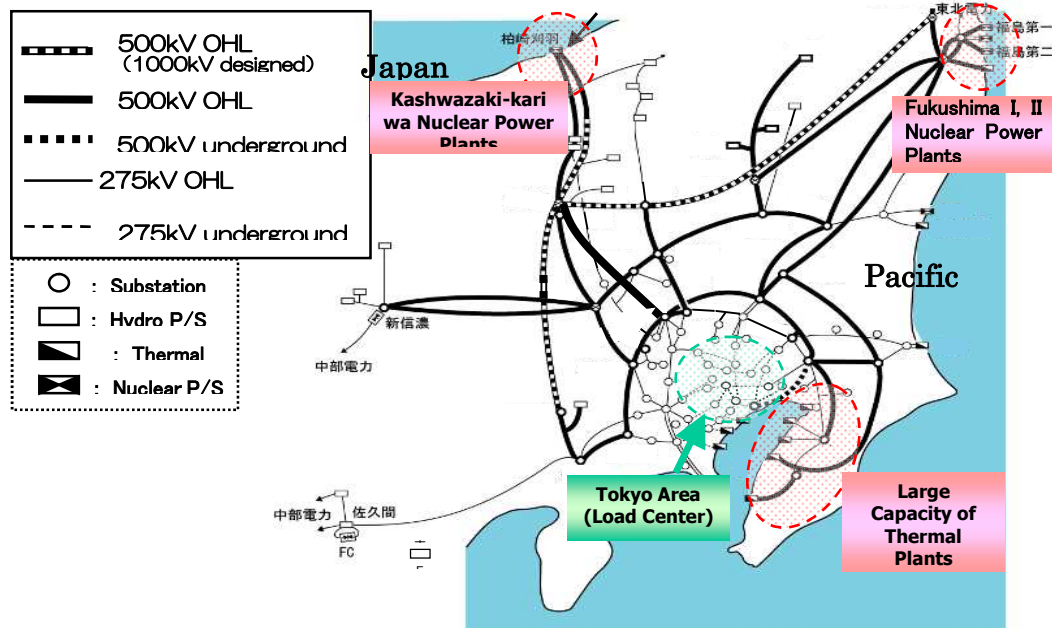 500kV OHL
(1000kV designed)
500kV OHL
500kV underground
275kV OHL
275kV underground
: Substation
: Hydro P/S
: Thermal
: Nuclear P/S
柏崎刈羽
Japan
Kashwazaki-kari
wa Nuclear Power
Plants
東北電力
福島第一
福島第二
Fukushima I, II
Nuclear Power
Plants
Pacific
新信濃
中部電力
中部電力
佐久間
FC
Tokyo Area
(Load Center)
Large
Capacity of
Thermal
Plants